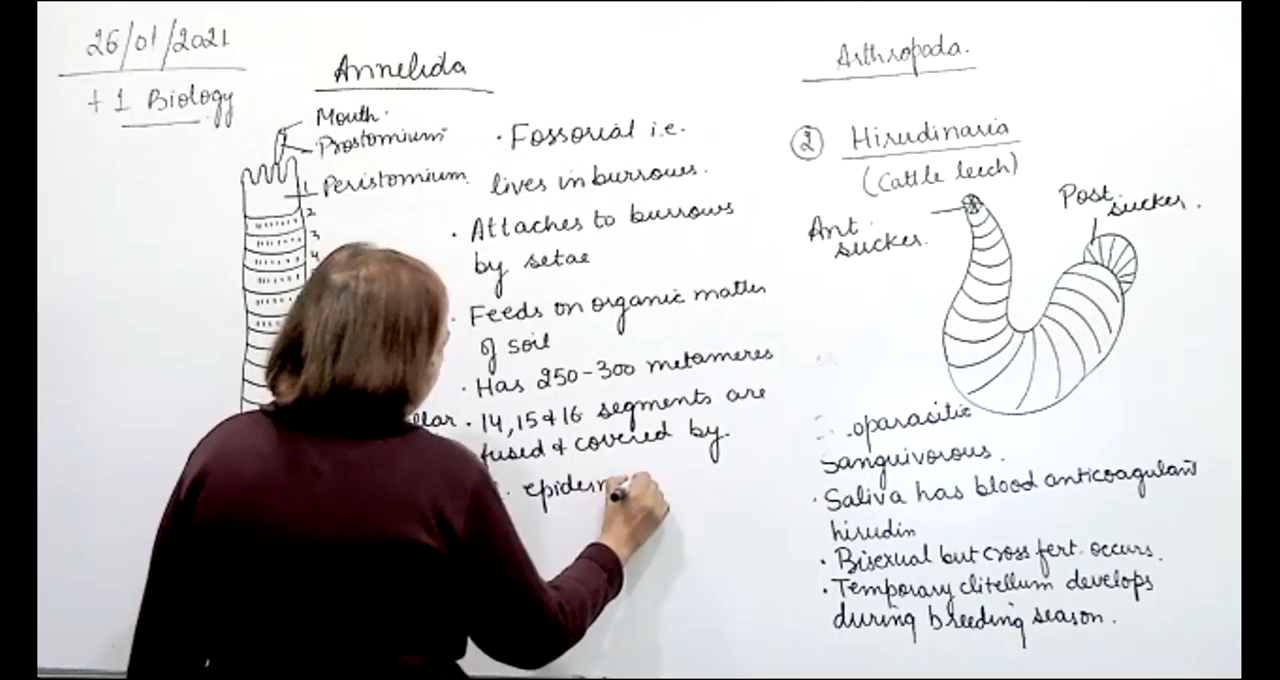 26/01/2021
+ 1 Biology
Annelida
Mouth.
Prostomium
Peristomium
1
2
3
4
· Fossorial i.e.
lives in burrows.
· Attaches to burrows
by setae
· Feeds on organic matter
of soil
· Has 250-300 metameres
· 14, 15 & 16 segments are
fused & covered by
epiderm
Arthropoda.
2 Hirudinaria
(Cattle leech)
Ant.
sucker.
Post.
sucker.
oparasitic
Sanguivorous.
· Saliva has blood anticoagulant
hirudin
· Bisexual but cross fert. occurs.
· Temporary clitellum develops
during breeding season.